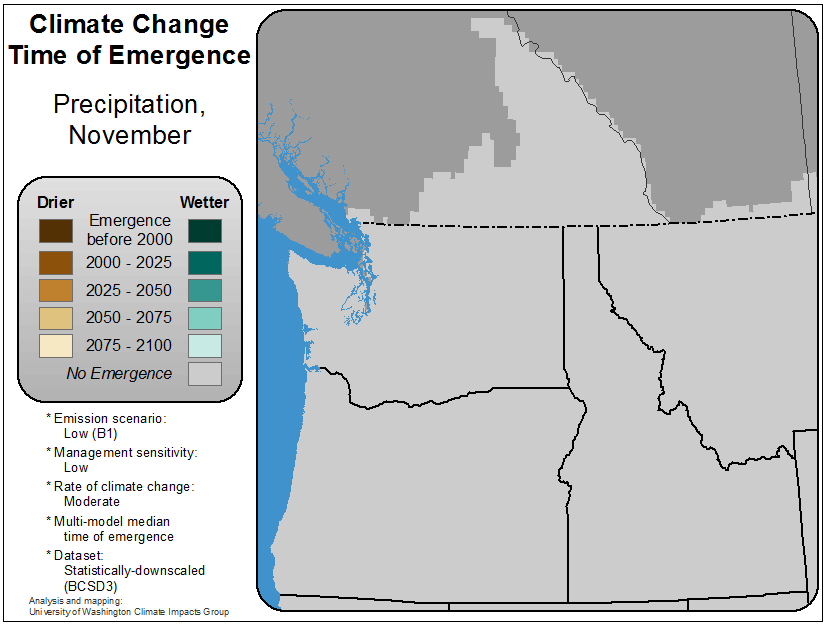 Climate Change
Time of Emergence
Precipitation,
November
Drier
Wetter
Emergence
before 2000
2000 - 2025
2025 - 2050
2050 - 2075
2075 - 2100
No Emergence
* Emission scenario:
Low (B1)
* Management sensitivity:
Low
* Rate of climate change:
Moderate
* Multi-model median
time of emergence
* Dataset:
Statistically-downscaled
(BCSD3)
Analysis and mapping:
University of Washington Climate Impacts Group